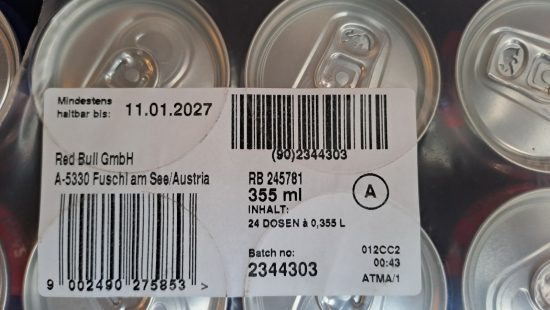 Mindestens
haltbar bis: 11.01.2027
(90)2344303
Red Bull GmbH
A-5330 Fuschl am See/Austria
RB 245781
355 ml
INHALT:
24 DOSEN à 0,355 L
A
Batch no:
2344303
012CC2
00:43
ATMA/1
9 002490 275853 >